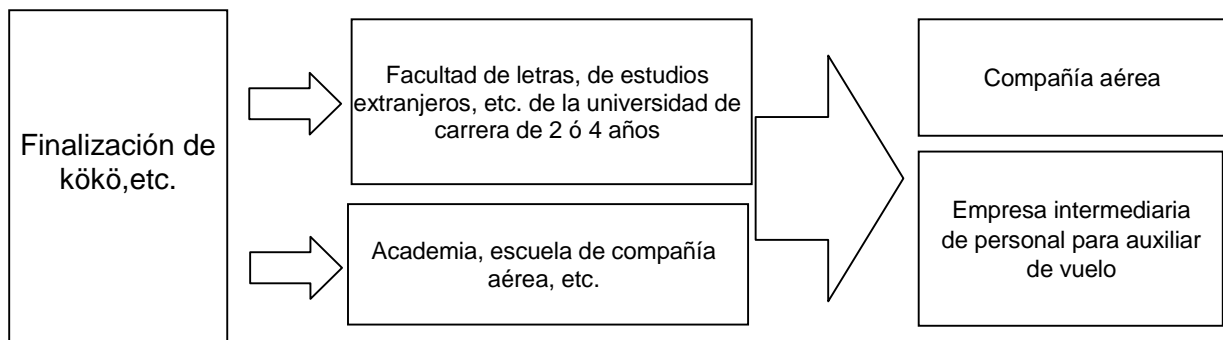 Finalización de
kökö,etc.
Facultad de letras, de estudios
extranjeros, etc. de la universidad de
carrera de 2 ó 4 años
Academia, escuela de compañía
aérea, etc.
Compañía aérea
Empresa intermediaria
de personal para auxiliar
de vuelo